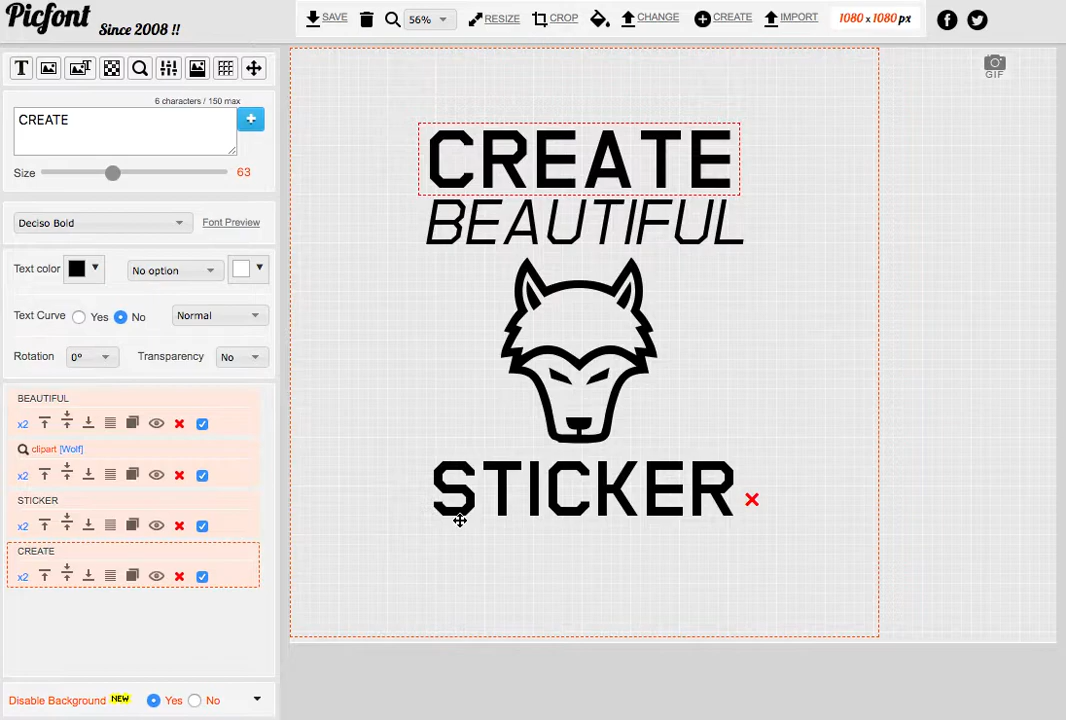 Picfont
Since 2008 !!
SAVE
56%
RESIZE
CROP
CHANGE
CREATE
IMPORT
1080 x 1080 px
GIF
6 characters / 150 max
CREATE
Size
63
Deciso Bold
Font Preview
Text color
No option
Text Curve
Yes
No
Normal
Rotation
0°
Transparency
No
BEAUTIFUL
x2
clipart [Wolf]
x2
STICKER
x2
CREATE
x2
Disable Background NEW
Yes
No
CREATE
BEAUTIFUL
STICKER